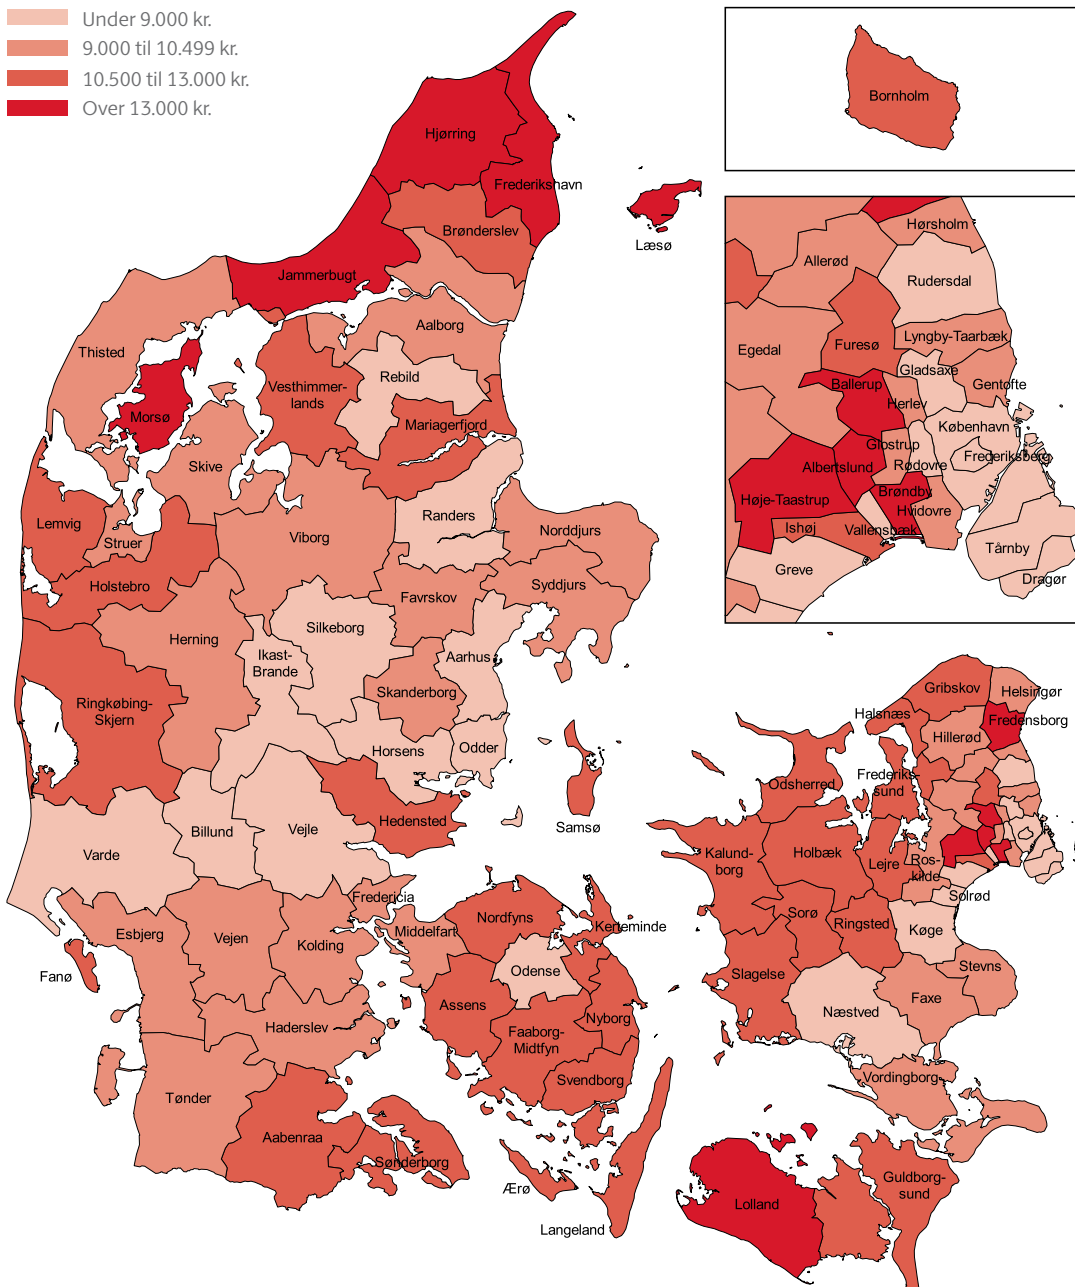 Under 9.000 kr.
9.000 til 10.499 kr.
10.500 til 13.000 kr.
Over 13.000 kr.
Bornholm
Hjørring
Frederikshavn
Læsø
Brønderslev
Jammerbugt
Aalborg
Thisted
Rebild
Vesthimmer-
lands
Morsø
Mariagerfjord
Skive
Lemvig
Struer
Viborg
Randers
Norddjurs
Holstebro
Favrskov
Syddjurs
Silkeborg
Herning
Ikast-
Brande
Aarhus
Skanderborg
Ringkøbing-
Skjern
Horsens
Odder
Hedensted
Samsø
Billund
Vejle
Varde
Fredericia
Esbjerg
Vejen
Kolding
Middelfart
Fanø
Haderslev
Tønder
Aabenraa
Sønderborg
Nordfyns
Kerteminde
Odense
Assens
Nyborg
Faaborg-
Midtfyn
Svendborg
Ærø
Langeland
Hørsholm
Allerød
Rudersdal
Egedal
Furesø
Lyngby-Taarbæk
Gladsaxe
Gentofte
Ballerup
Herlev
København
Glostrup
Frederiksberg
Albertslund
Rødovre
Brøndby
Høje-Taastrup
Hvidovre
Ishøj
Vallensbæk
Greve
Tårnby
Dragør
Gribskov
Helsingør
Halsnæs
Fredensborg
Hillerød
Frederiks-
sund
Odsherred
Kalund-
borg
Holbæk
Lejre
Ros-
kilde
Solrød
Sorø
Ringsted
Køge
Slagelse
Stevns
Faxe
Næstved
Vordingborg
Guldborg-
sund
Lolland